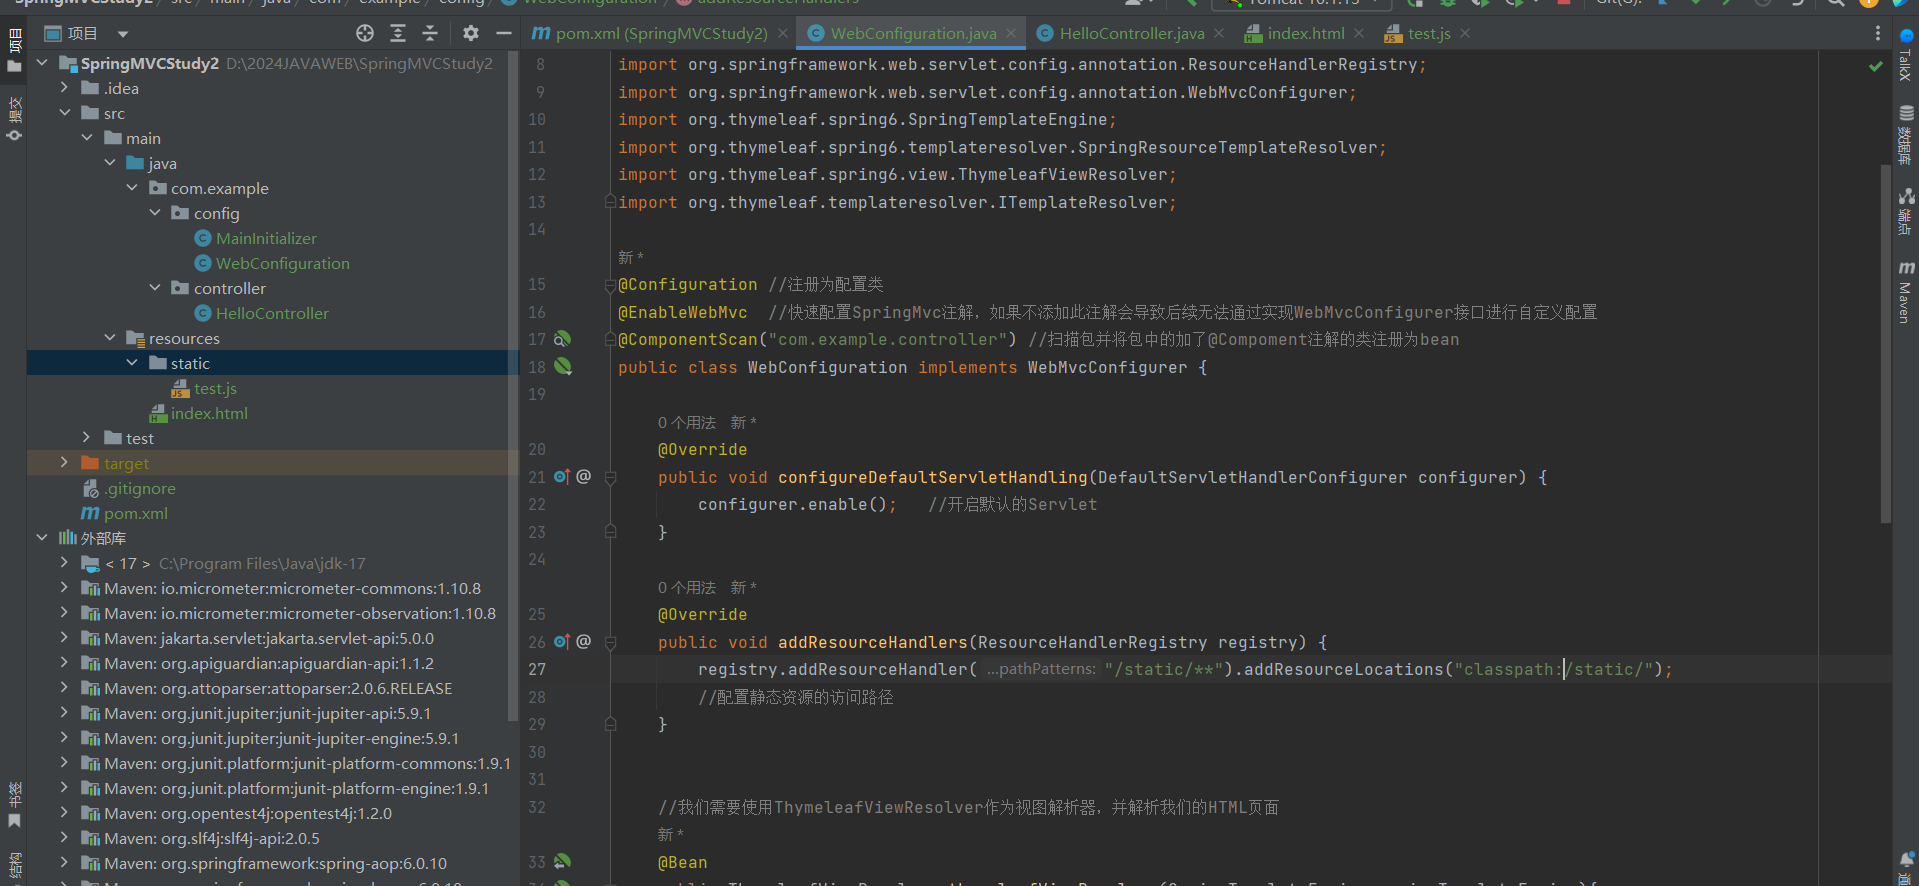 项目
SpringMVCStudy2 D:\2024JAVAWEB\SpringMVCStudy2
.idea
src
main
java
com.example
config
MainInitializer
WebConfiguration
controller
HelloController
resources
static
test.js
index.html
test
target
.gitignore
pom.xml
外部库
< 17 > C:\Program Files\Java\jdk-17
Maven: io.micrometer:micrometer-commons:1.10.8
Maven: io.micrometer:micrometer-observation:1.10.8
Maven: jakarta.servlet:jakarta.servlet-api:5.0.0
Maven: org.apiguardian:apiguardian-api:1.1.2
Maven: org.attoparser:attoparser:2.0.6.RELEASE
Maven: org.junit.jupiter:junit-jupiter-api:5.9.1
Maven: org.junit.jupiter:junit-jupiter-engine:5.9.1
Maven: org.junit.platform:junit-platform-commons:1.9.1
Maven: org.junit.platform:junit-platform-engine:1.9.1
Maven: org.opentest4j:opentest4j:1.2.0
Maven: org.slf4j:slf4j-api:2.0.5
Maven: org.springframework:spring-aop:6.0.10
项目
提交
书签
结构
pom.xml (SpringMVCStudy2)
WebConfiguration.java
HelloController.java
index.html
test.js
8 import org.springframework.web.servlet.config.annotation.ResourceHandlerRegistry;
9 import org.springframework.web.servlet.config.annotation.WebMvcConfigurer;
10 import org.thymeleaf.spring6.SpringTemplateEngine;
11 import org.thymeleaf.spring6.templateresolver.SpringResourceTemplateResolver;
12 import org.thymeleaf.spring6.view.ThymeleafViewResolver;
13 import org.thymeleaf.templateresolver.ITemplateResolver;
14
新 *
15 @Configuration //注册为配置类
16 @EnableWebMvc //快速配置SpringMvc注解，如果不添加此注解会导致后续无法通过实现WebMvcConfigurer接口进行自定义配置
17 @ComponentScan("com.example.controller") //扫描包并将包中的加了@Compoment注解的类注册为bean
18 public class WebConfiguration implements WebMvcConfigurer {
19
0 个用法 新 *
20 @Override
21 public void configureDefaultServletHandling(DefaultServletHandlerConfigurer configurer) {
22 configurer.enable(); //开启默认的Servlet
23 }
24
0 个用法 新 *
25 @Override
26 public void addResourceHandlers(ResourceHandlerRegistry registry) {
27 registry.addResourceHandler( ...pathPatterns: "/static/**").addResourceLocations("classpath:/static/");
28 //配置静态资源的访问路径
29 }
30
31
32 //我们需要使用ThymeleafViewResolver作为视图解析器，并解析我们的HTML页面
新 *
33 @Bean
TalkX
数据库
端点
Maven